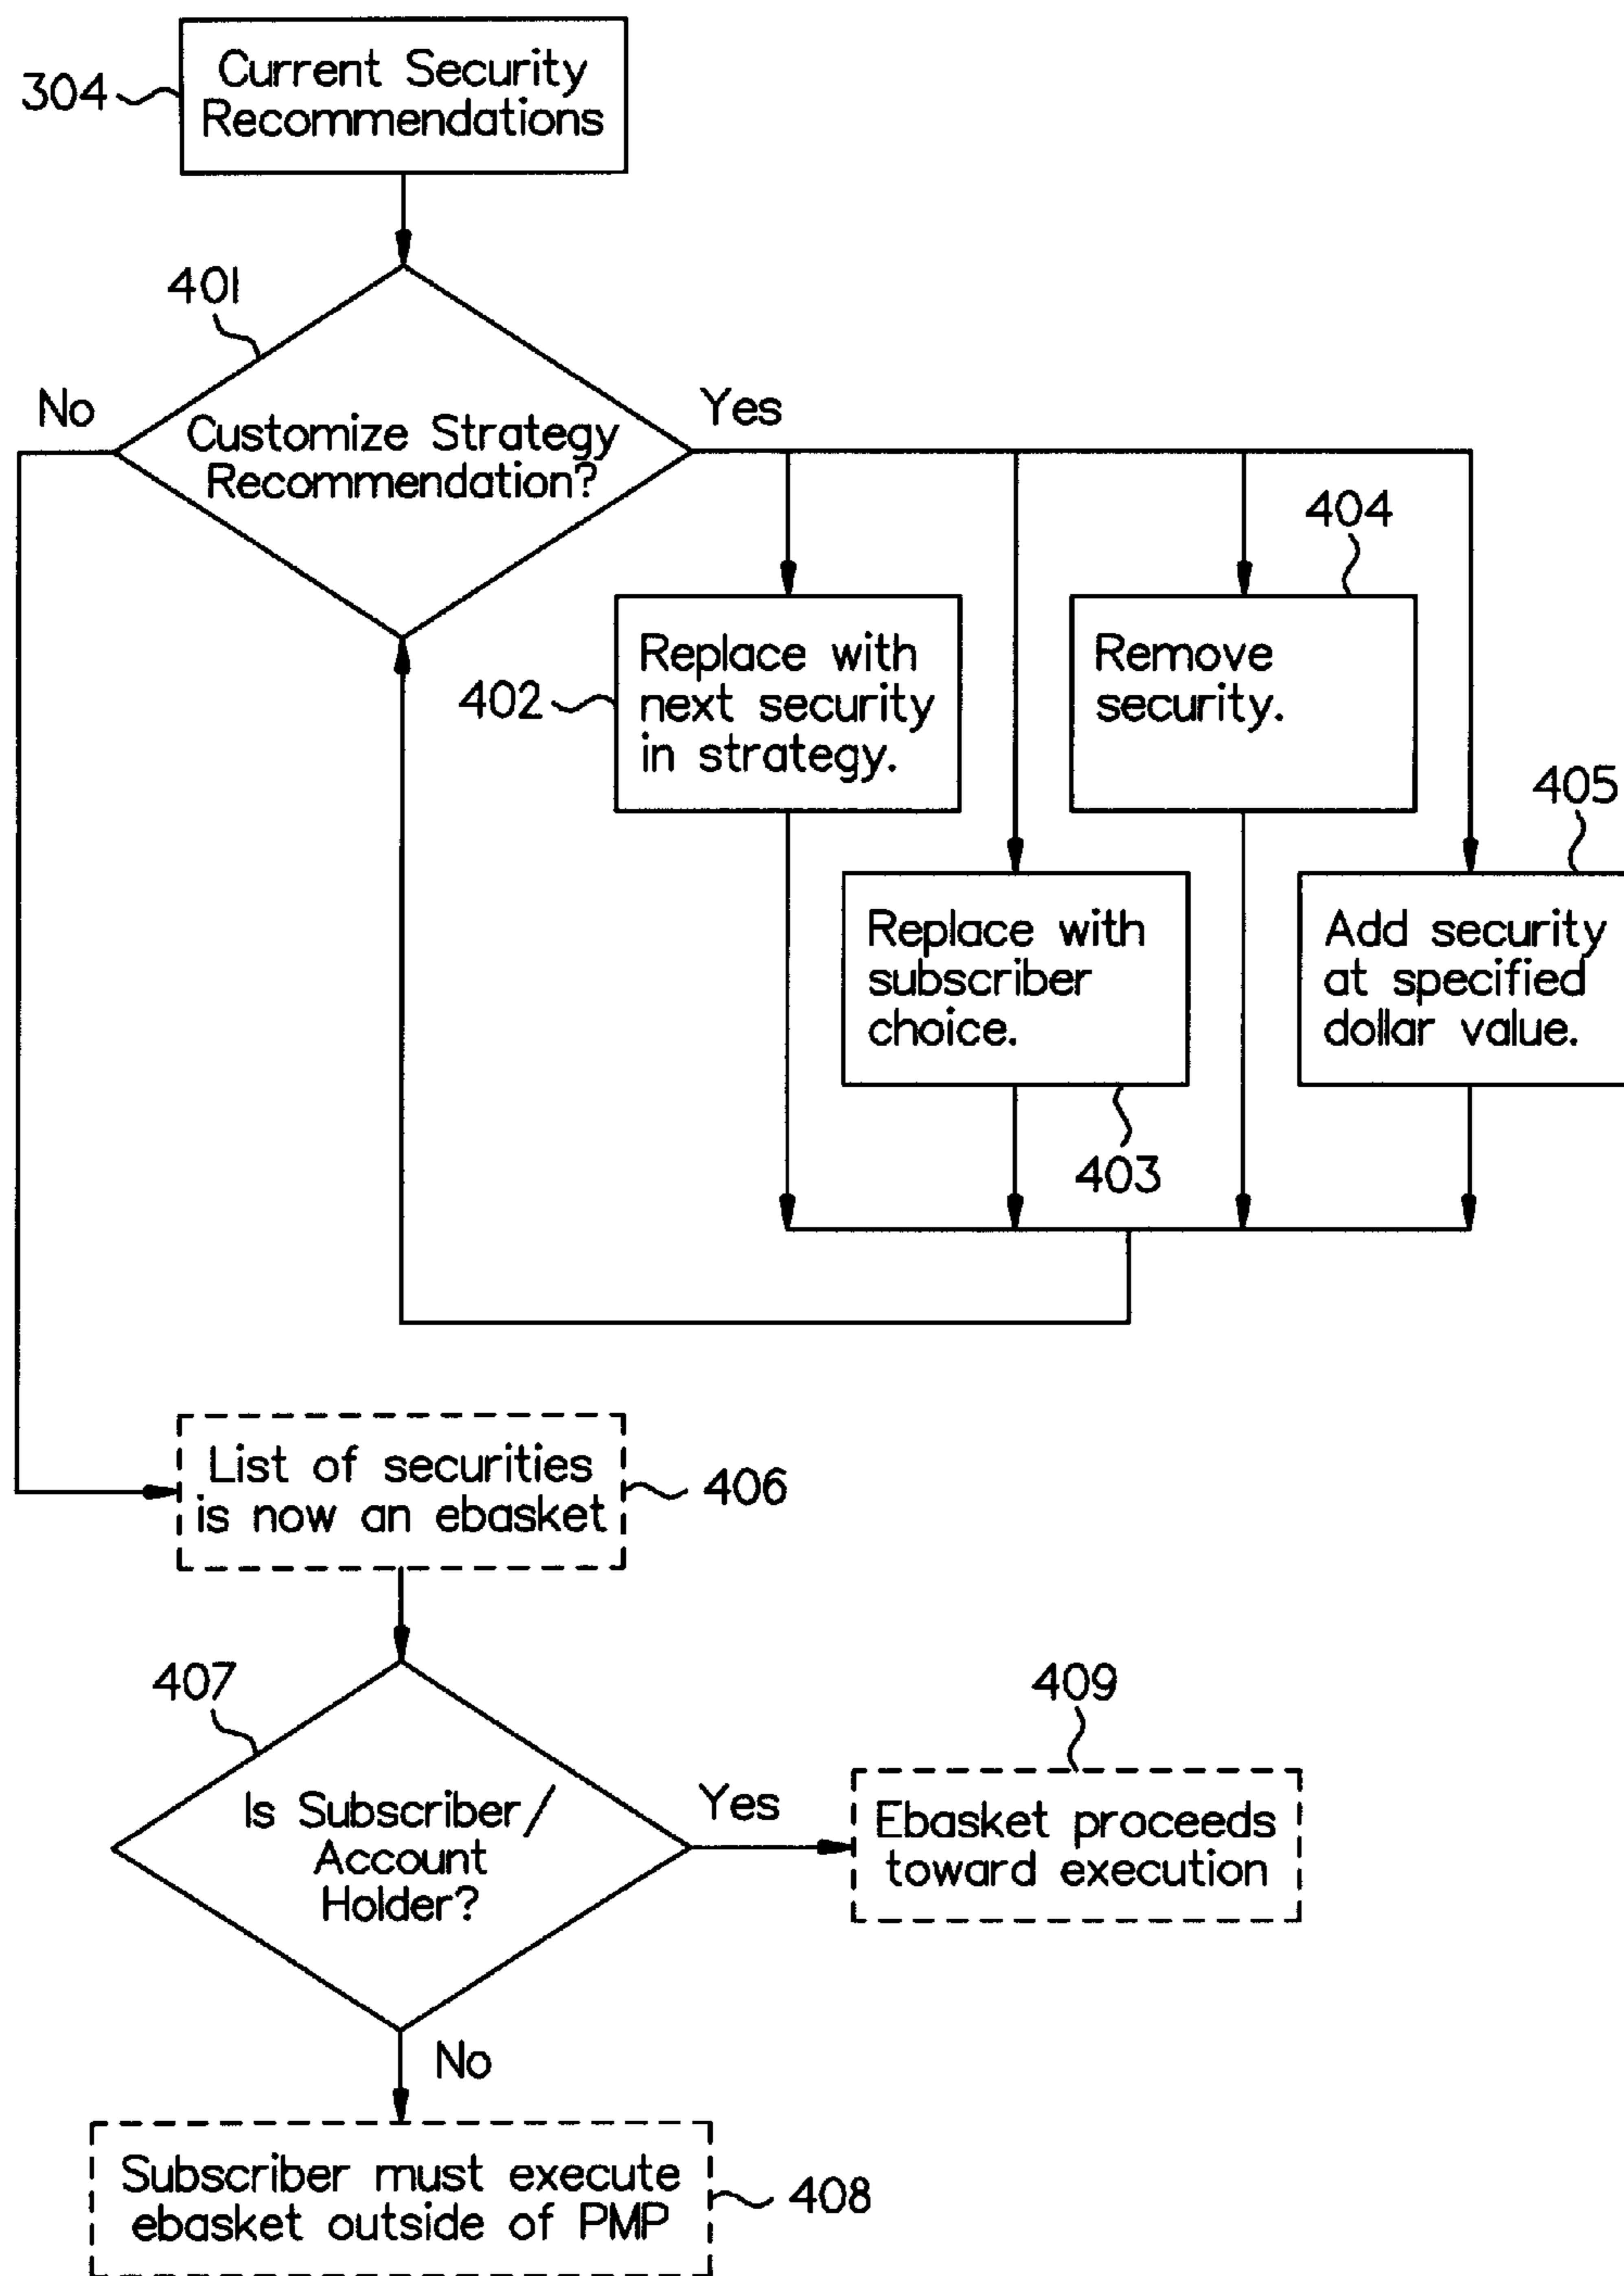 Current Security
Recommendations
304
401
No
Yes
Customize Strategy
Recommendation?
404
Replace with
next security
in strategy.
402
Remove
security.
405
Replace with
subscriber
choice.
Add security
at specified
dollar value.
403
List of securities
is now an ebasket
406
407
409
Is Subscriber/
Account
Holder?
Yes
Ebasket proceeds
toward execution
No
Subscriber must execute
ebasket outside of PMP
408